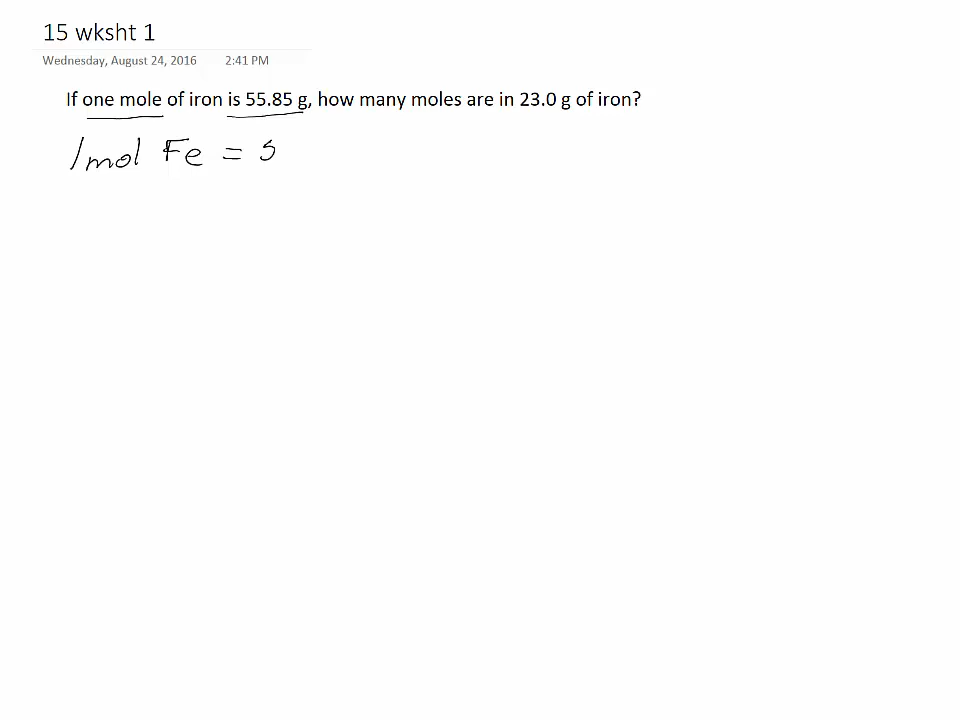 15 wksht 1
Wednesday, August 24, 2016 2:41 PM
If one mole of iron is 55.85 g, how many moles are in 23.0 g of iron?
1mol Fe = 5